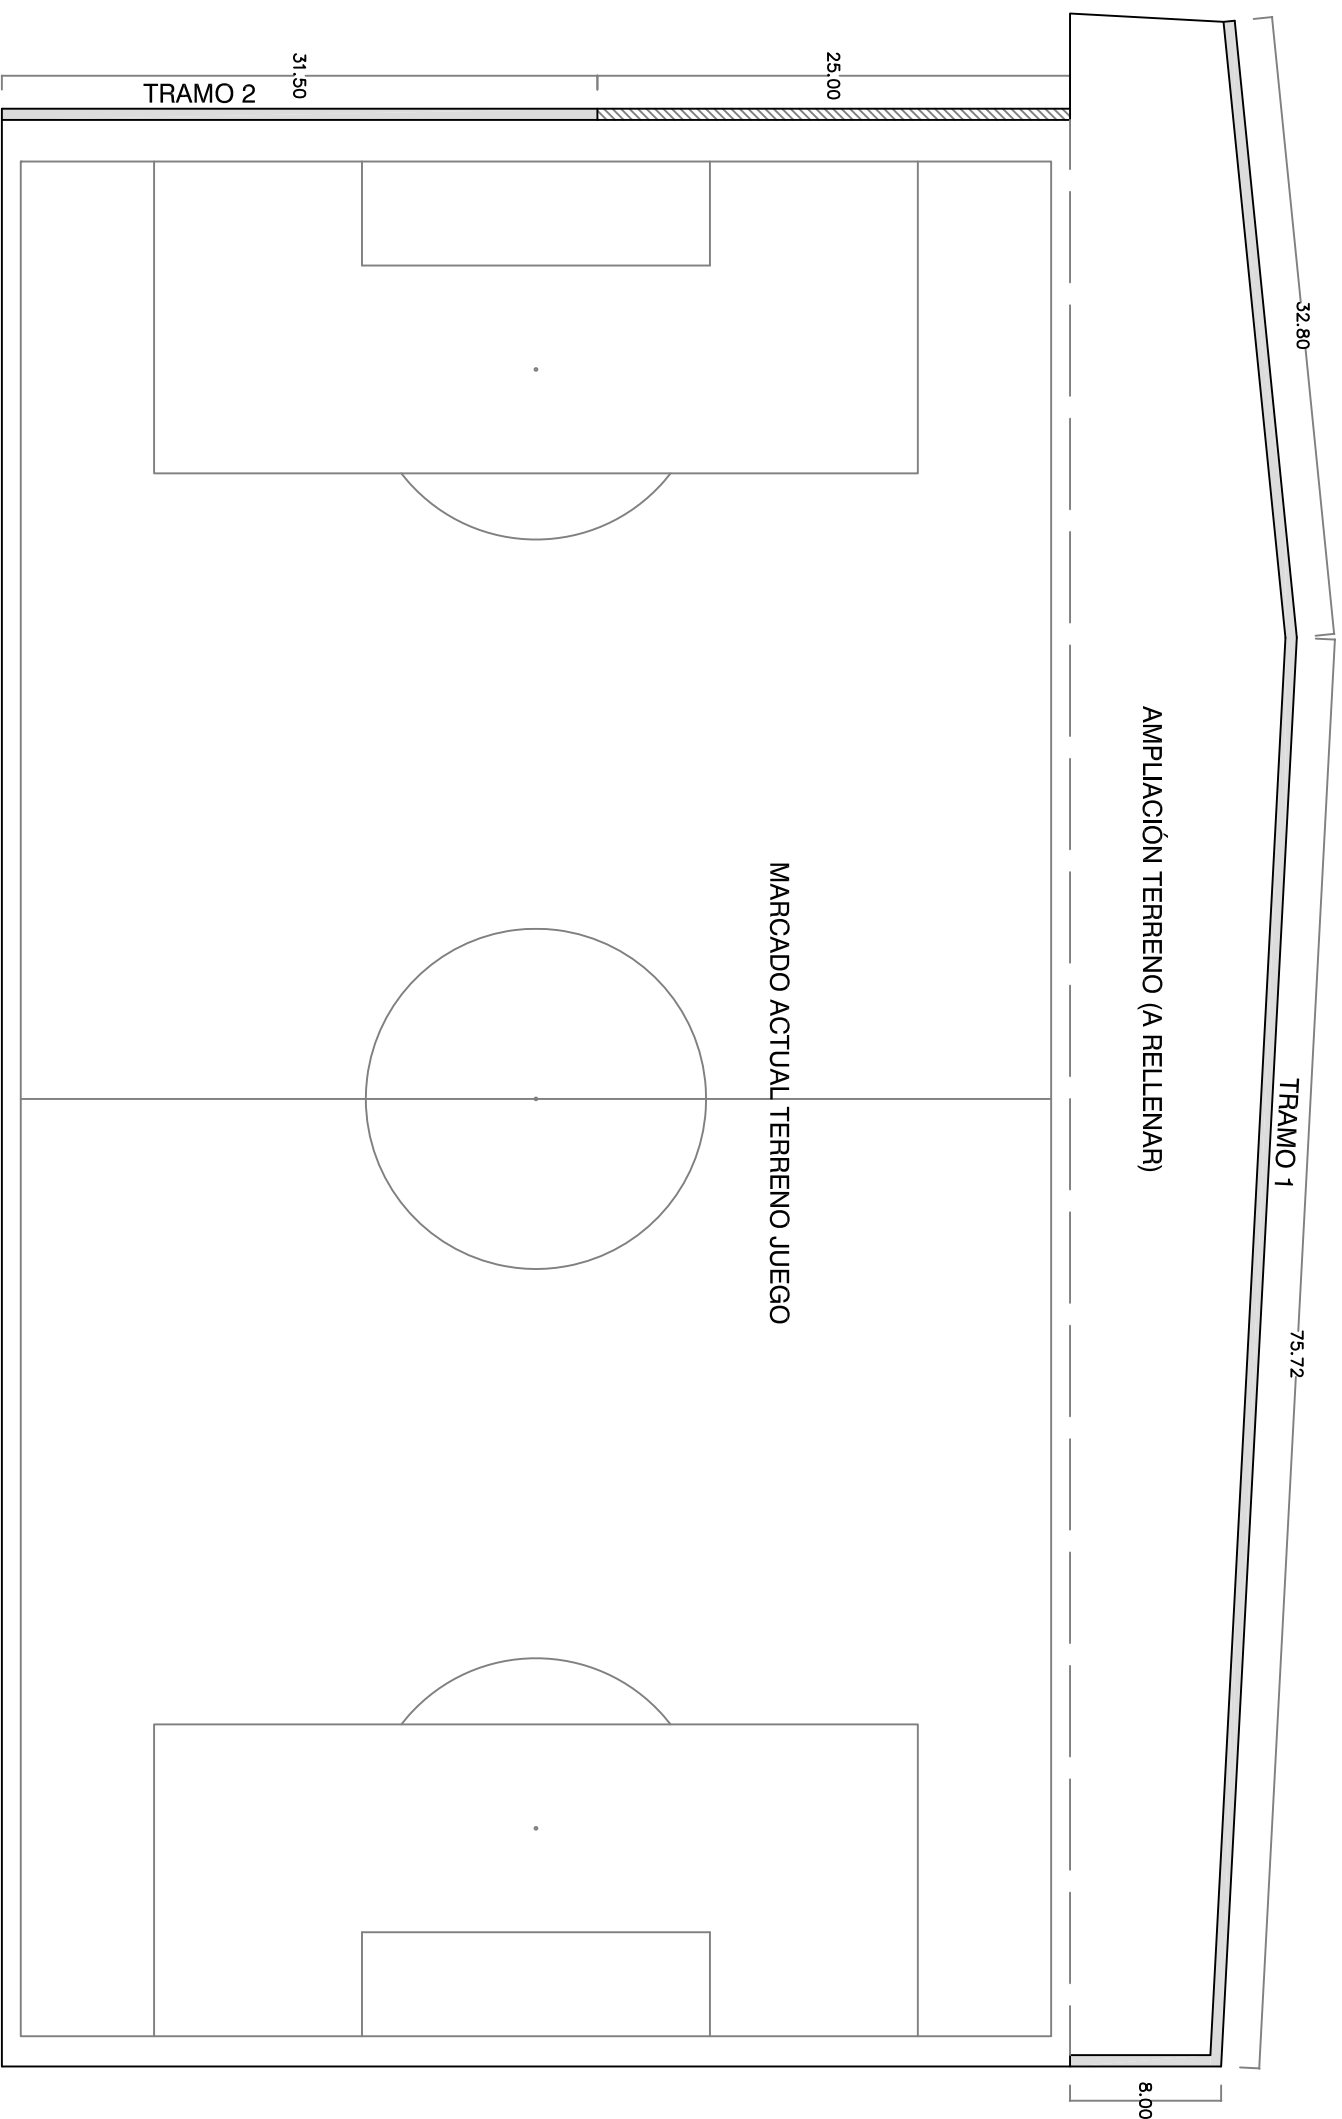 31.50
25.00
TRAMO 2
32.80
AMPLIACIÓN TERRENO (A RELLENAR)
MARCADO ACTUAL TERRENO JUEGO
TRAMO 1
75.72
8.00